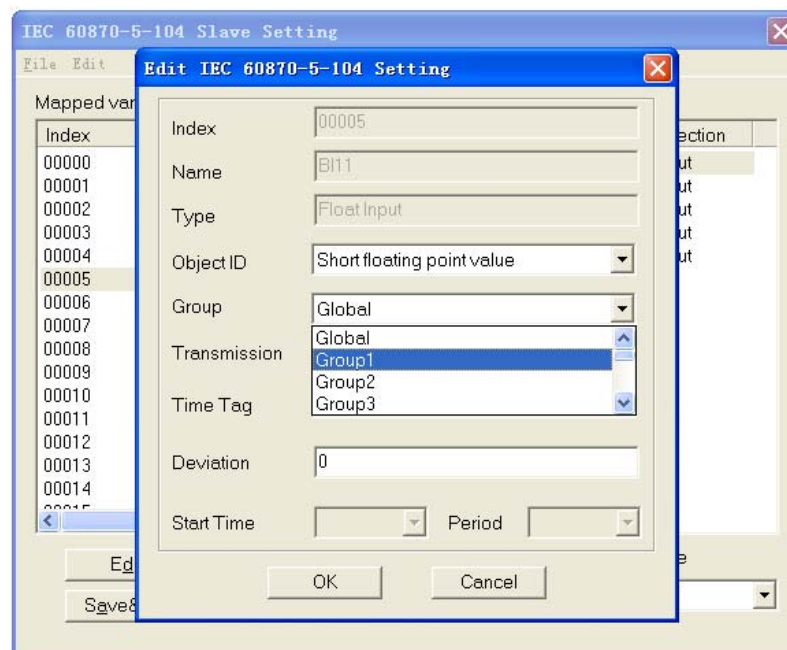 IEC 60870-5-104 Slave Setting
File Edit
Edit IEC 60870-5-104 Setting
Mapped var
Index
ection
00000
ut
00001
ut
00002
ut
00003
ut
00004
ut
00005
00006
00007
00008
00009
00010
00011
00012
00013
00014
Index 00005
Name BI11
Type Float Input
Object ID Short floating point value
Group Global
Global
Group1
Group2
Group3
Transmission
Time Tag
Deviation 0
Start Time Period
OK Cancel
Ed
e
Save&